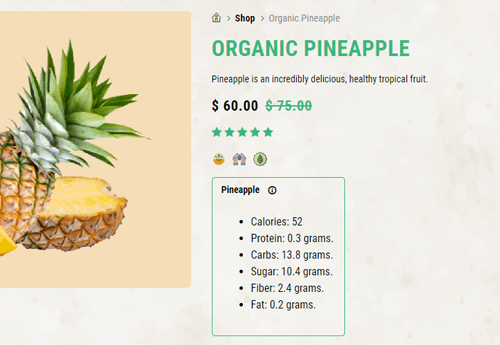 Shop > Organic Pineapple
ORGANIC PINEAPPLE
Pineapple is an incredibly delicious, healthy tropical fruit.
$ 60.00 $ 75.00
Pineapple
• Calories: 52
• Protein: 0.3 grams.
• Carbs: 13.8 grams.
• Sugar: 10.4 grams.
• Fiber: 2.4 grams.
• Fat: 0.2 grams.